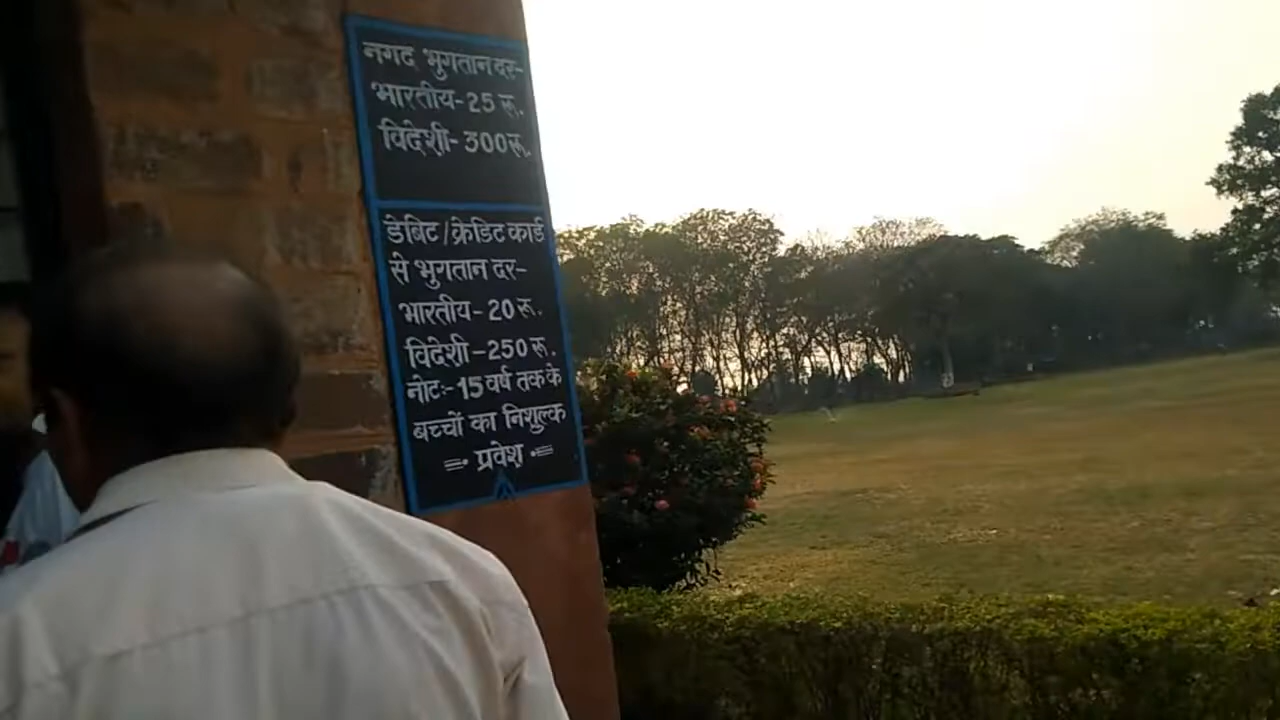 नगद भुगतान दर-
भारतीय-25 रू.
विदेशी-300रू.
डेबिट/क्रेडिट कार्ड
से भुगतान दर-
भारतीय-20 रू.
विदेशी-250 रू.
नोटः-15 वर्ष तक के
बच्चों का निशुल्क
प्रवेश